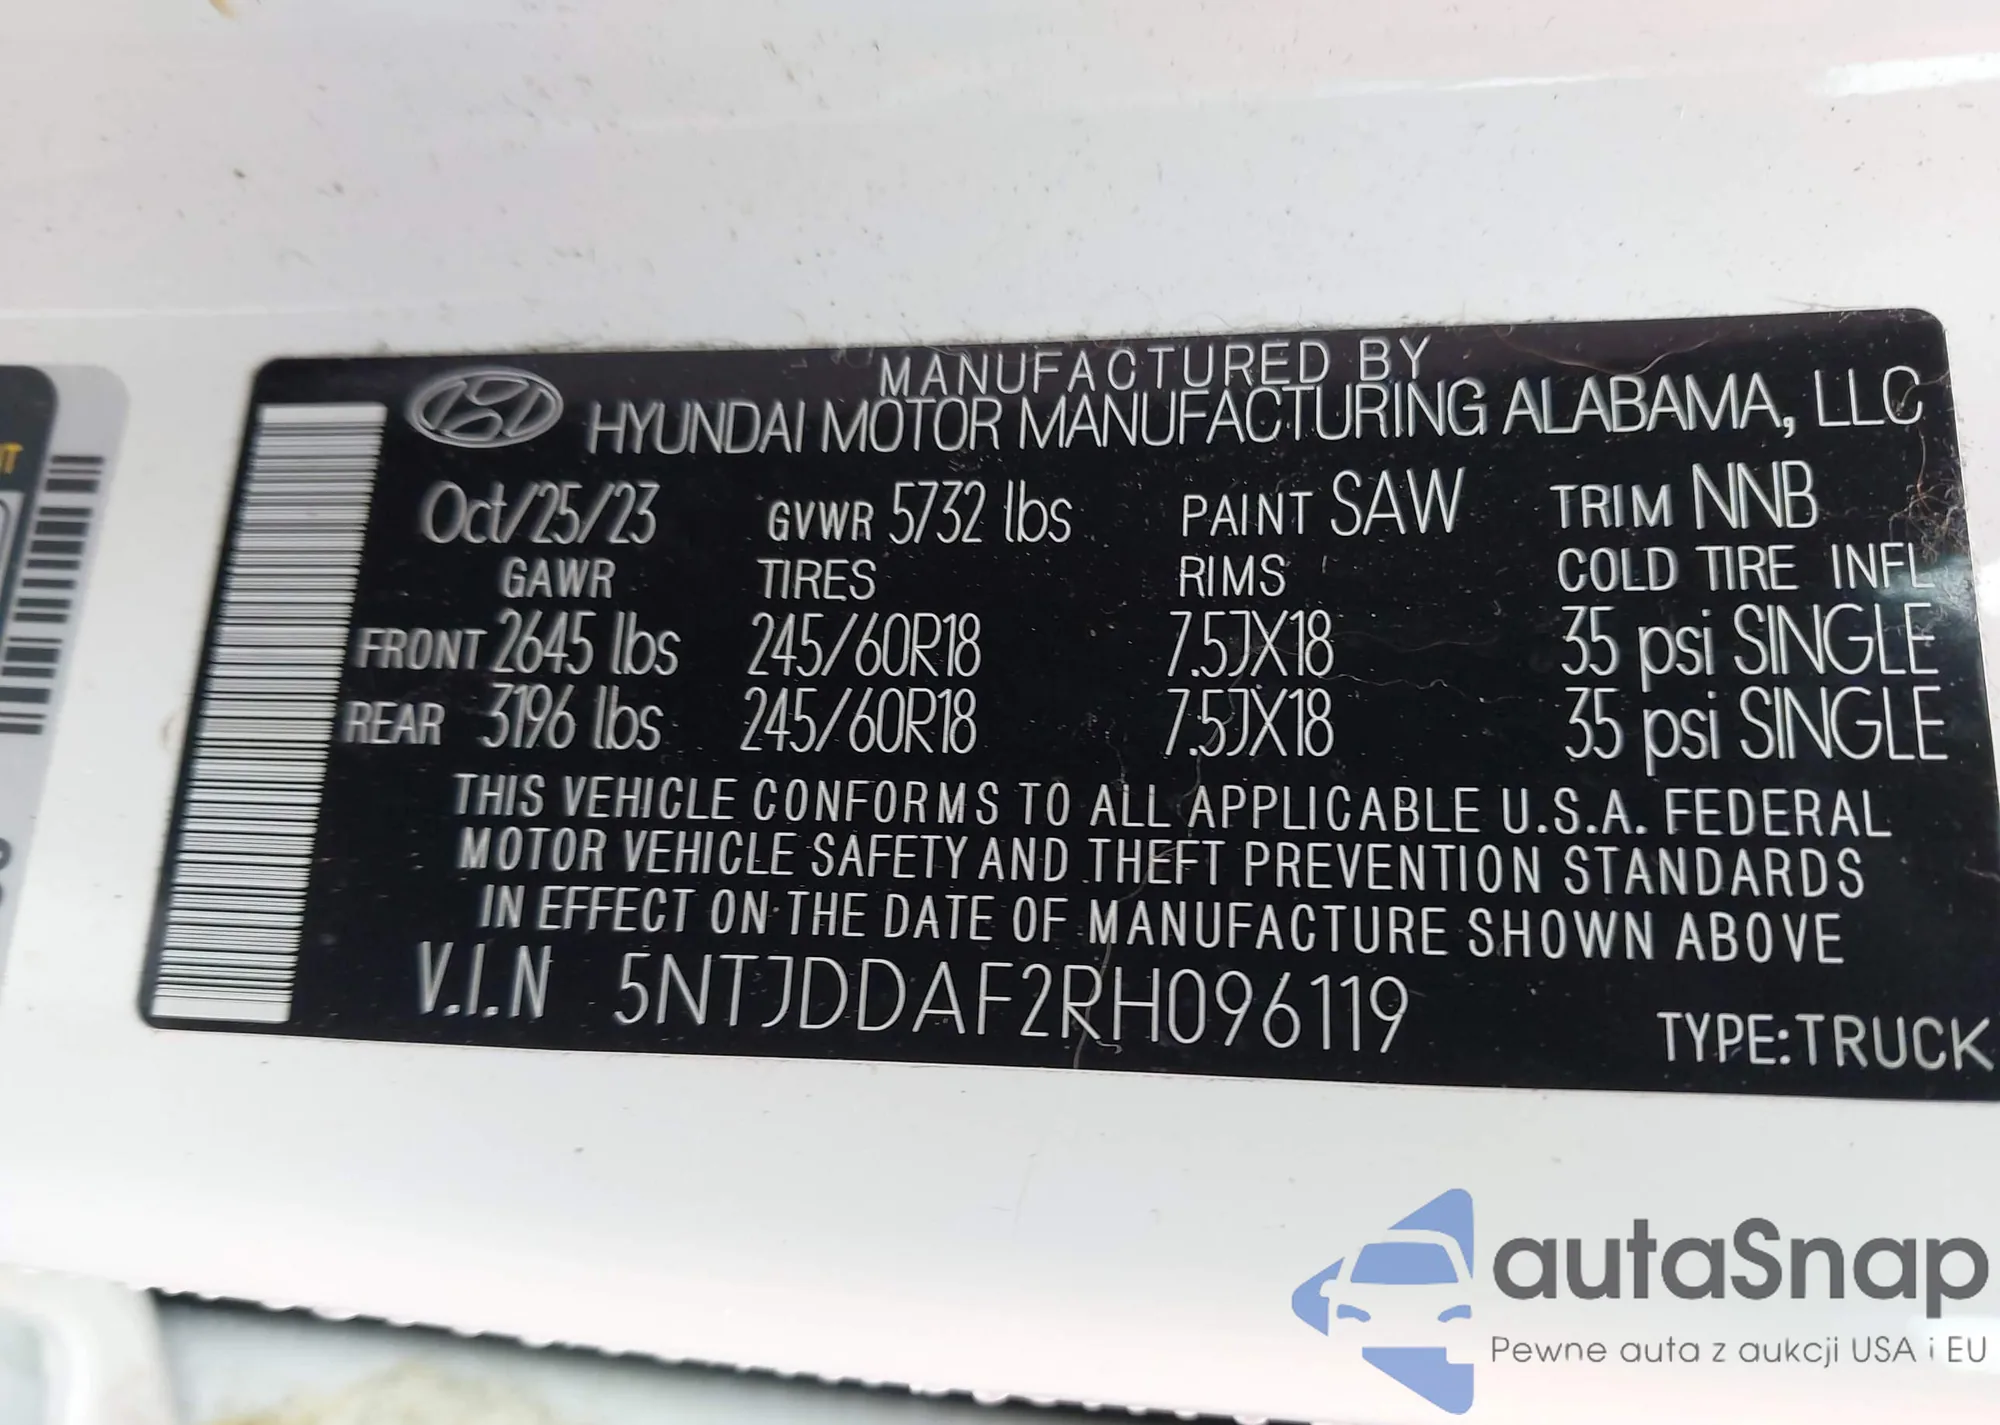 MANUFACTURED BY
HYUNDAI MOTOR MANUFACTURING ALABAMA, LLC
Oct/25/23 GVWR 5732 lbs PAINT SAW TRIM NNB
GAWR TIRES RIMS COLD TIRE INFL
FRONT 2645 lbs 245/60R18 7.5JX18 35 psi SINGLE
REAR 3196 lbs 245/60R18 7.5JX18 35 psi SINGLE
THIS VEHICLE CONFORMS TO ALL APPLICABLE U.S.A. FEDERAL
MOTOR VEHICLE SAFETY AND THEFT PREVENTION STANDARDS
IN EFFECT ON THE DATE OF MANUFACTURE SHOWN ABOVE
V.I.N 5NTJDDAF2RH096119
TYPE:TRUCK
autaSnap
Pewne auta z aukcji USA i EU